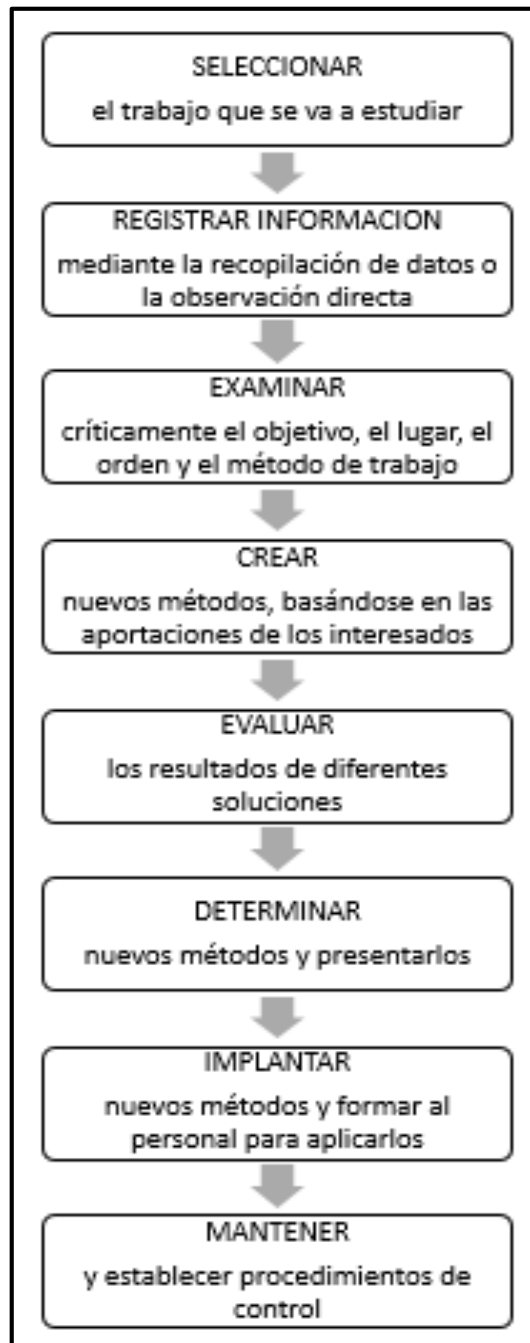 SELECCIONAR
el trabajo que se va a estudiar
REGISTRAR INFORMACION
mediante la recopilación de datos o
la observación directa
EXAMINAR
críticamente el objetivo, el lugar, el
orden y el método de trabajo
CREAR
nuevos métodos, basándose en las
aportaciones de los interesados
EVALUAR
los resultados de diferentes
soluciones
DETERMINAR
nuevos métodos y presentarlos
IMPLANTAR
nuevos métodos y formar al
personal para aplicarlos
MANTENER
y establecer procedimientos de
control